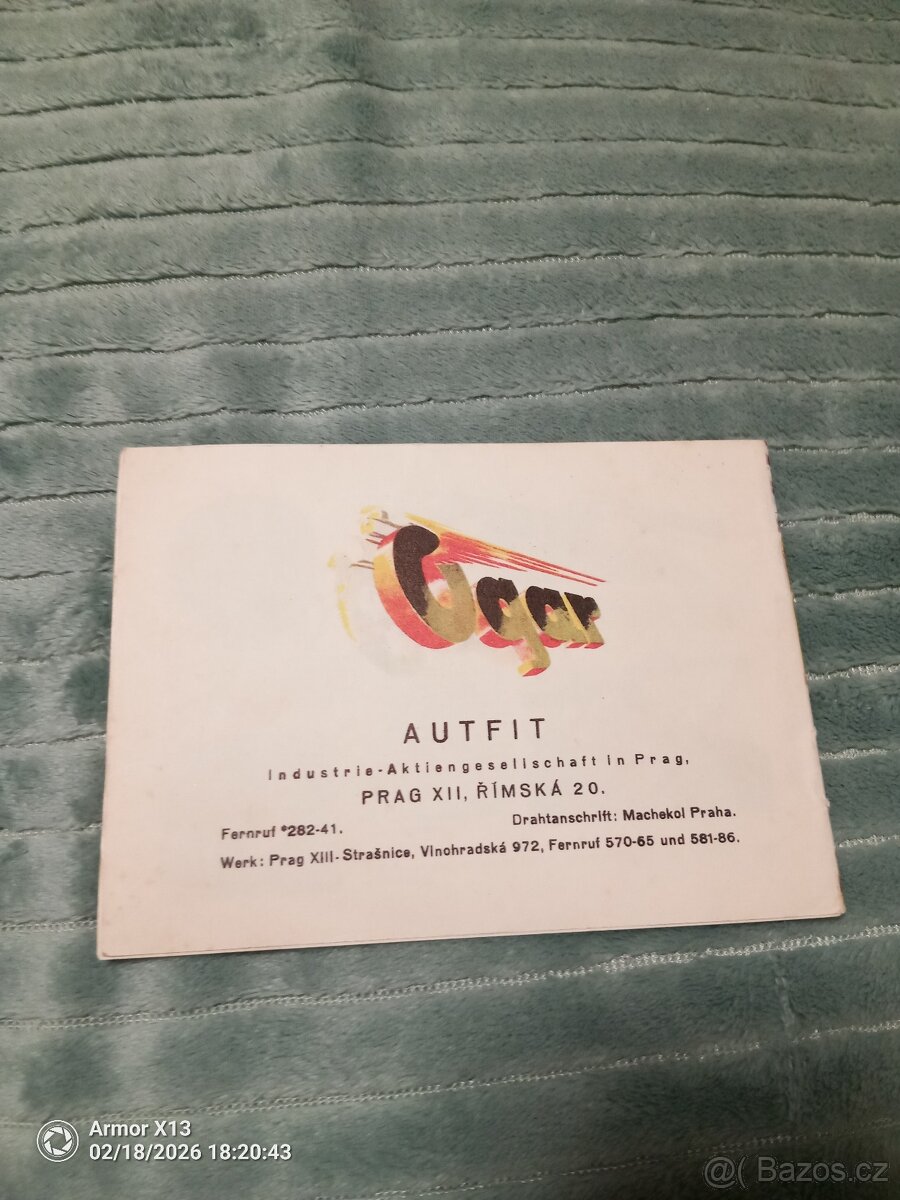 Cgar
AUTFIT
Industrie-Aktiengesellschaft in Prag,
PRAG XII, ŘÍMSKÁ 20.
Fernruf *282-41. Drahtanschrift: Machekol Praha.
Werk: Prag XIII-Strašnice, Vinohradská 972, Fernruf 570-65 und 581-86.
Armor X13
02/18/2026 18:20:43
@( Bazos.cz